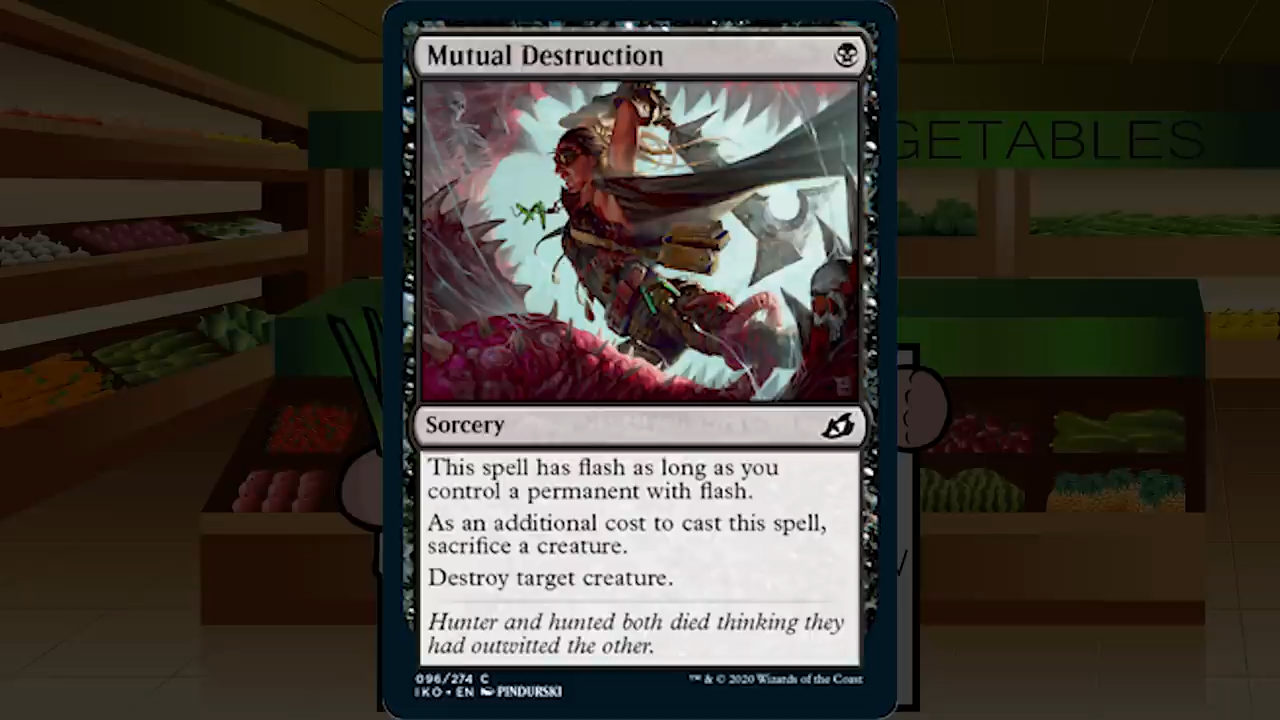 Mutual Destruction
GETABLES
Sorcery
This spell has flash as long as you
control a permanent with flash.
As an additional cost to cast this spell,
sacrifice a creature.
Destroy target creature.
Hunter and hunted both died thinking they
had outwitted the other.
096/274 C
IKO • EN PINDURSKI
™ & © 2020 Wizards of the Coast